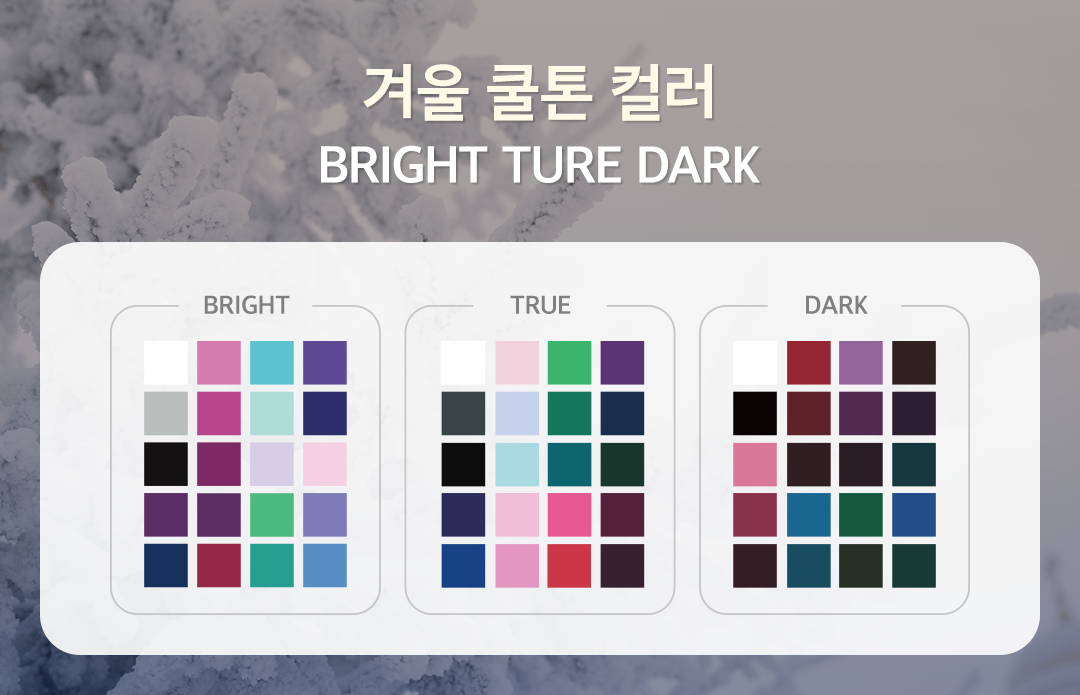 겨울 쿨톤 컬러
BRIGHT TURE DARK
BRIGHT
TRUE
DARK